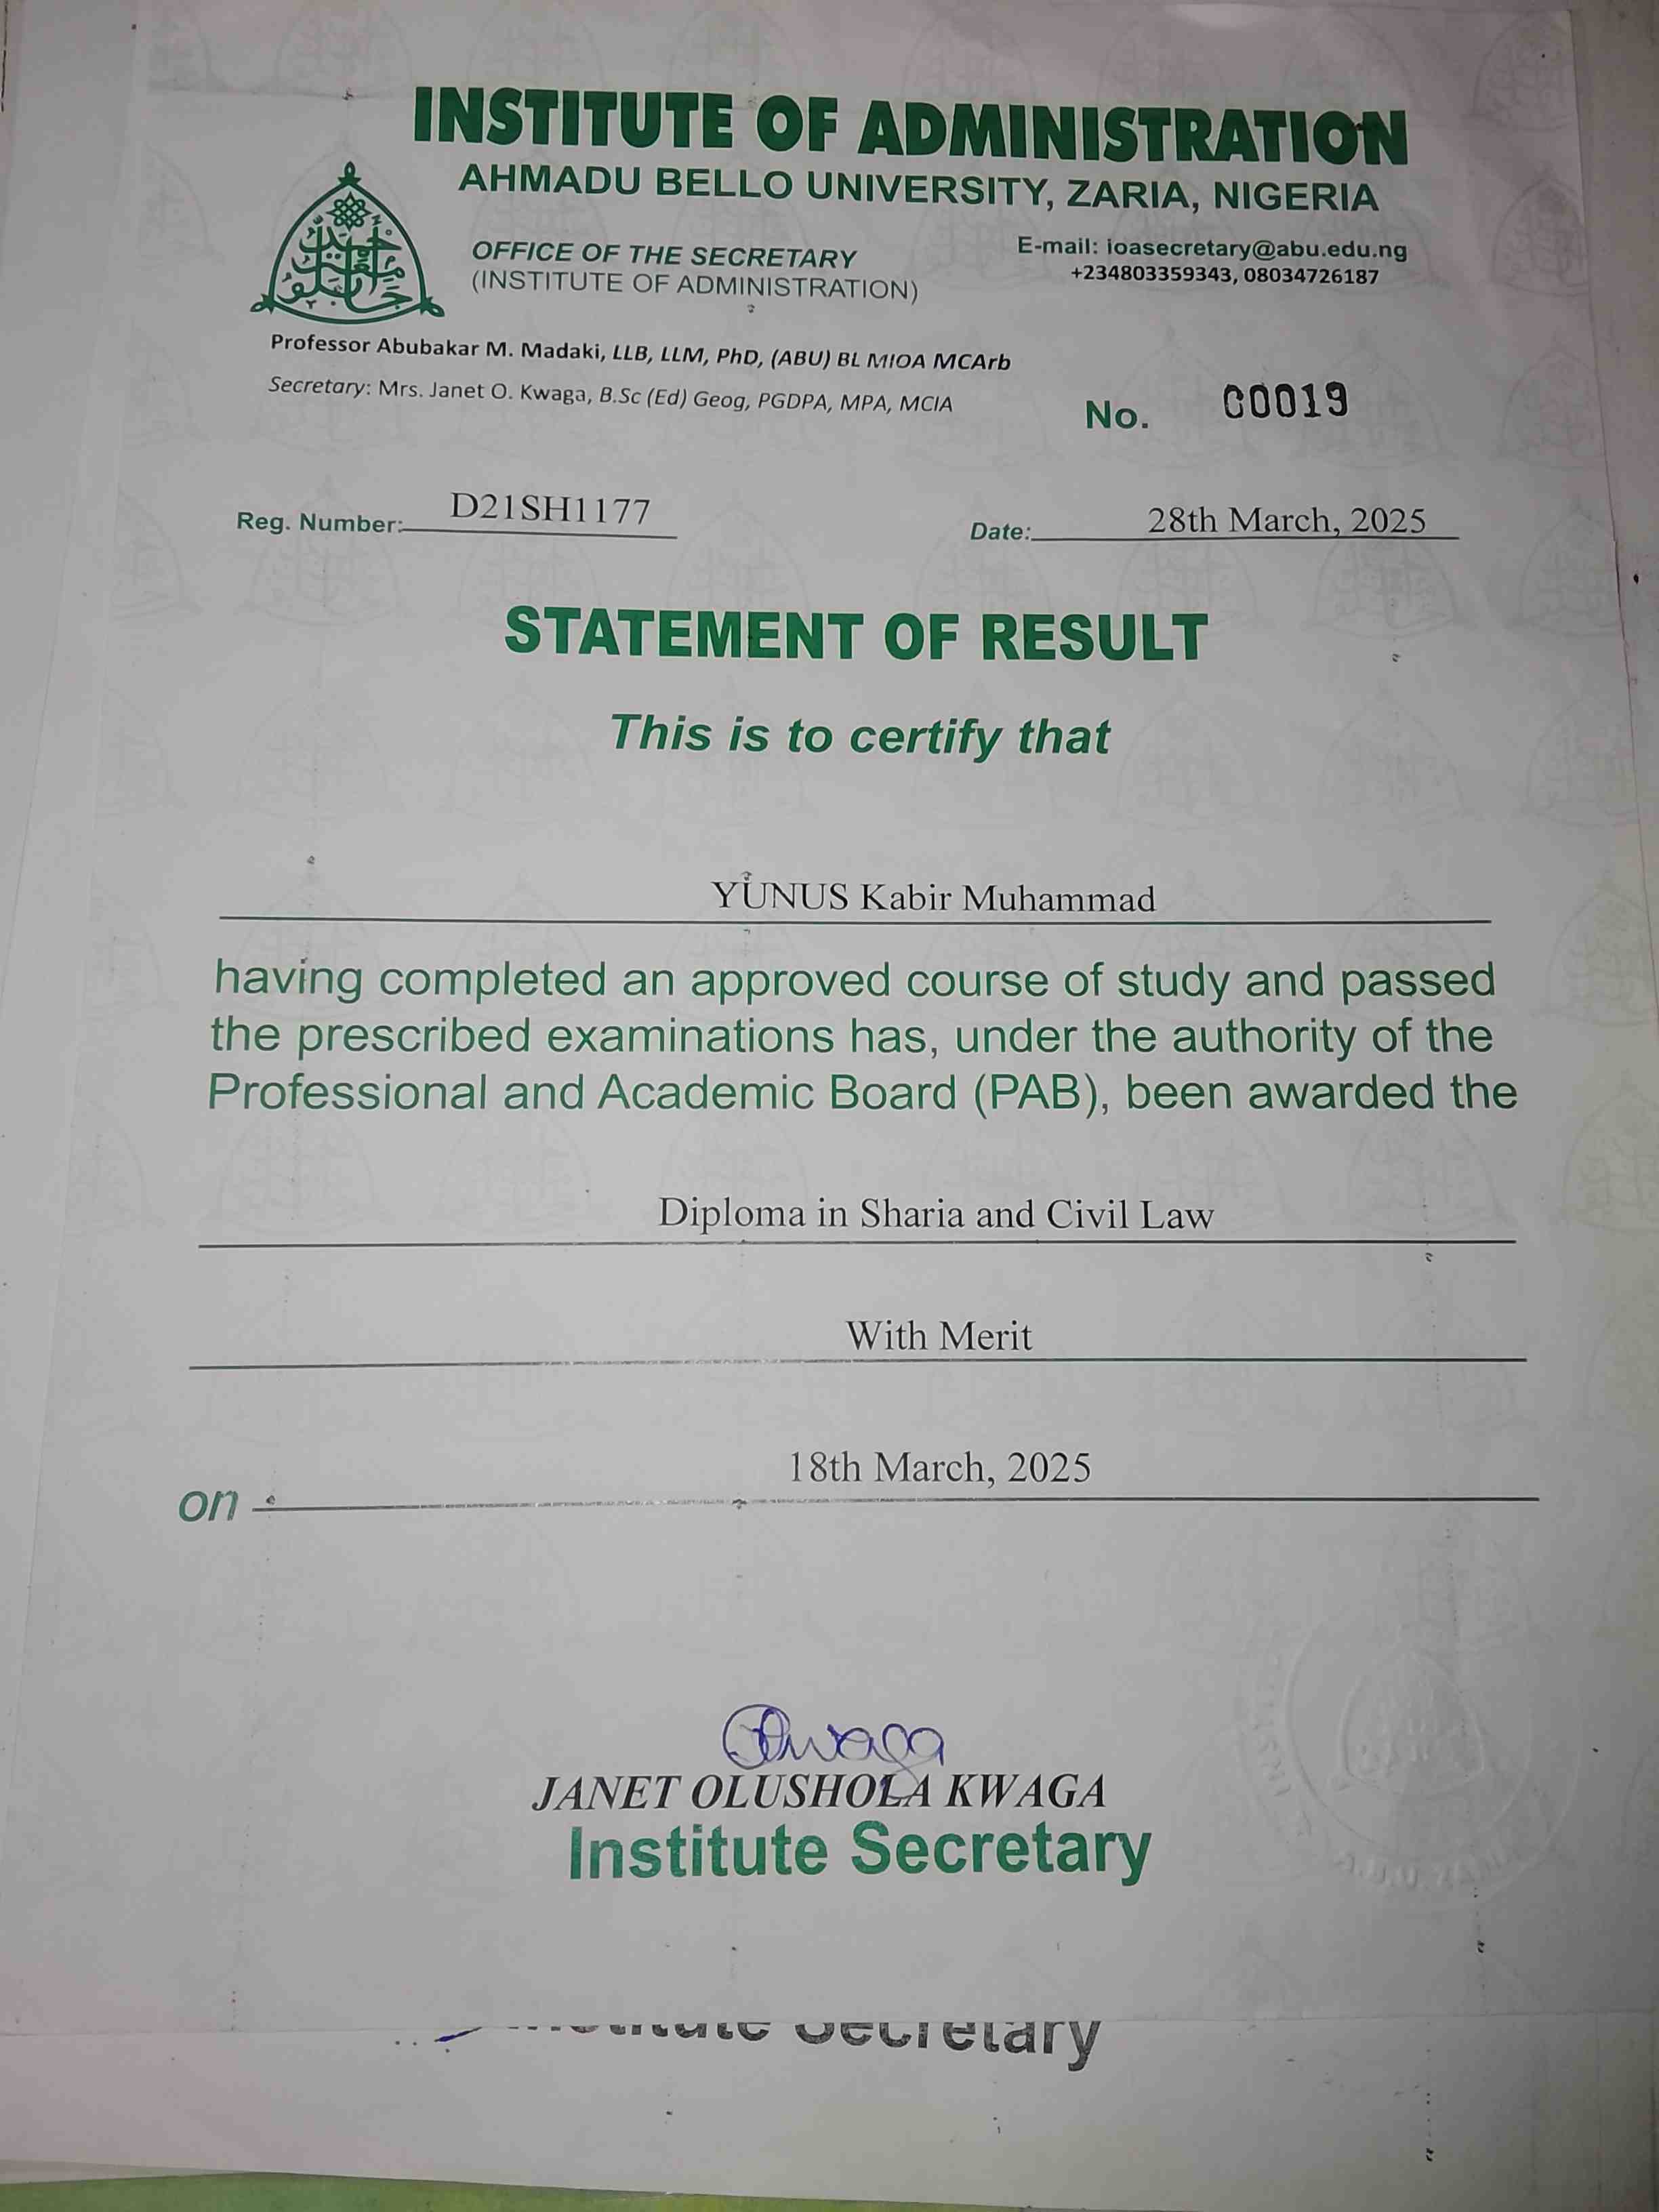 INSTITUTE OF ADMINISTRATION
AHMADU BELLO UNIVERSITY, ZARIA, NIGERIA
OFFICE OF THE SECRETARY
(INSTITUTE OF ADMINISTRATION)
E-mail: ioasecretary@abu.edu.ng
+234803359343, 08034726187
Professor Abubakar M. Madaki, LLB, LLM, PhD, (ABU) BL MIOA MCArb
Secretary: Mrs. Janet O. Kwaga, B.Sc (Ed) Geog, PGDPA, MPA, MCIA
No. 00019
Reg. Number: D21SH1177
Date: 28th March, 2025
STATEMENT OF RESULT
This is to certify that
YUNUS Kabir Muhammad
having completed an approved course of study and passed
the prescribed examinations has, under the authority of the
Professional and Academic Board (PAB), been awarded the
Diploma in Sharia and Civil Law
With Merit
on 18th March, 2025
JANET OLUSHOLA KWAGA
Institute Secretary
Institute Secretary